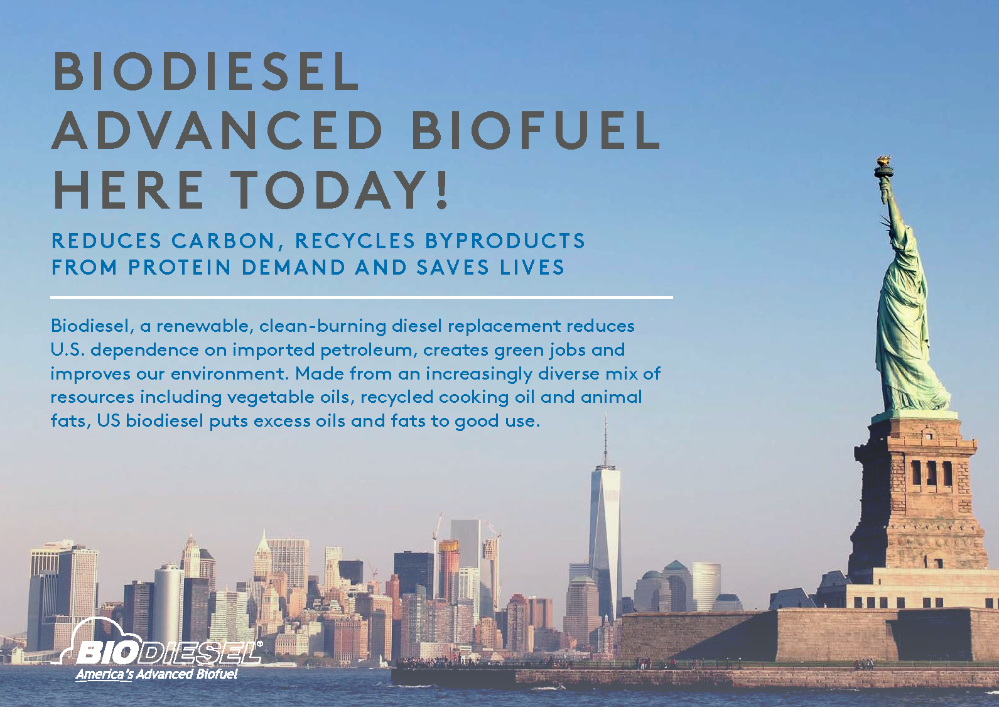 BIODIESEL
ADVANCED BIOFUEL
HERE TODAY!
REDUCES CARBON, RECYCLES BYPRODUCTS
FROM PROTEIN DEMAND AND SAVES LIVES
Biodiesel, a renewable, clean-burning diesel replacement reduces
U.S. dependence on imported petroleum, creates green jobs and
improves our environment. Made from an increasingly diverse mix of
resources including vegetable oils, recycled cooking oil and animal
fats, US biodiesel puts excess oils and fats to good use.
BIODIESEL®
America's Advanced Biofuel